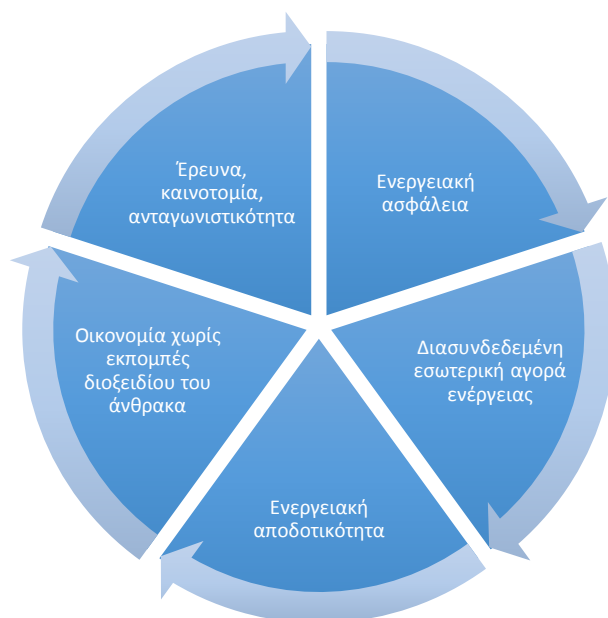 Έρευνα,
καινοτομία,
ανταγωνιστικότητα
Ενεργειακή
ασφάλεια
Διασυνδεδεμένη
εσωτερική αγορά
ενέργειας
Ενεργειακή
αποδοτικότητα
Οικονομία χωρίς
εκπομπές
διοξειδίου του
άνθρακα